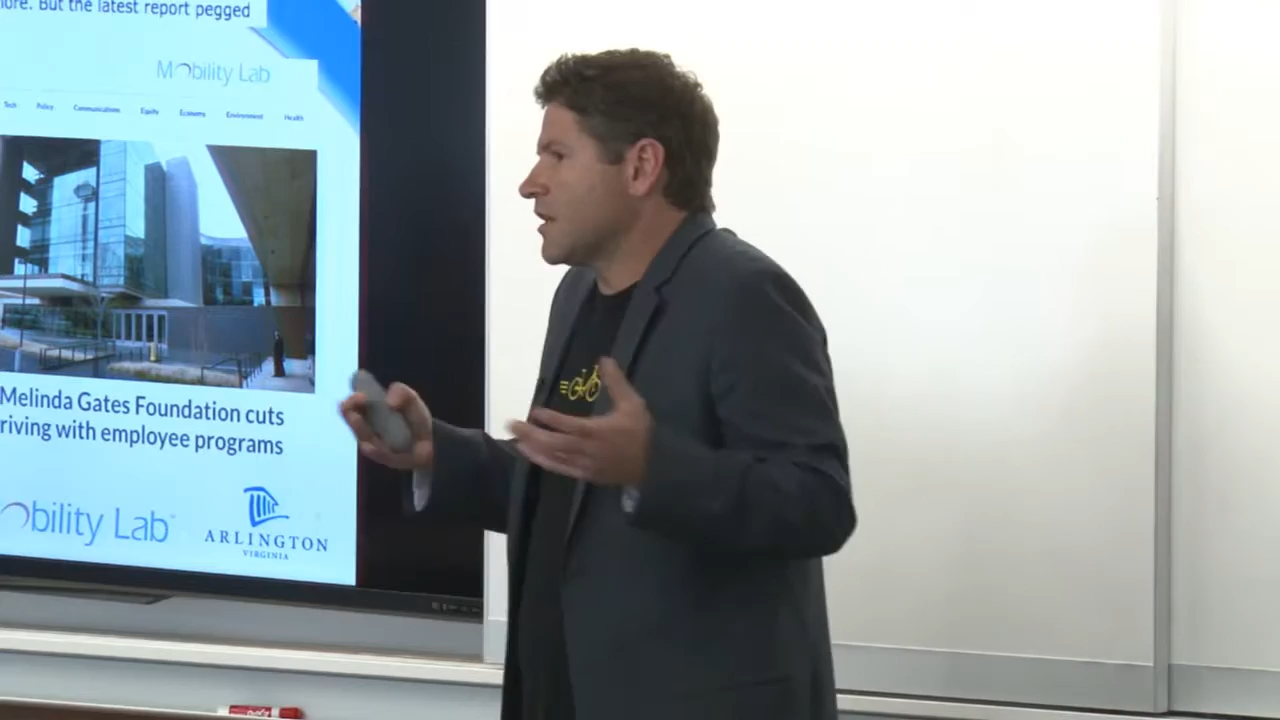 ore. But the latest report pegged
Mobility Lab
Tech Policy Communications Equity Economy Environment Health
Melinda Gates Foundation cuts
riving with employee programs
obility Lab
ARLINGTON
VIRGINIA